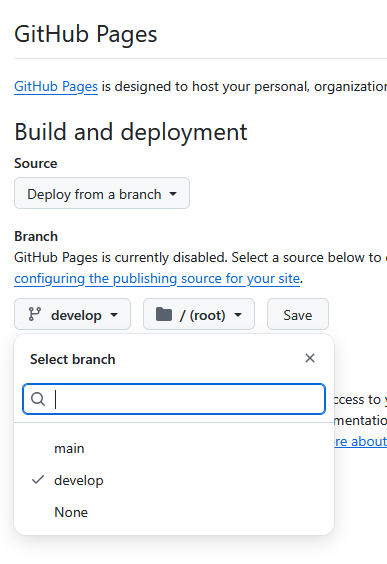 GitHub Pages
GitHub Pages is designed to host your personal, organization
Build and deployment
Source
Deploy from a branch
Branch
GitHub Pages is currently disabled. Select a source below to
configuring the publishing source for your site.
develop
/ (root)
Save
Select branch
ccess to y
mentatio
re about
main
develop
None